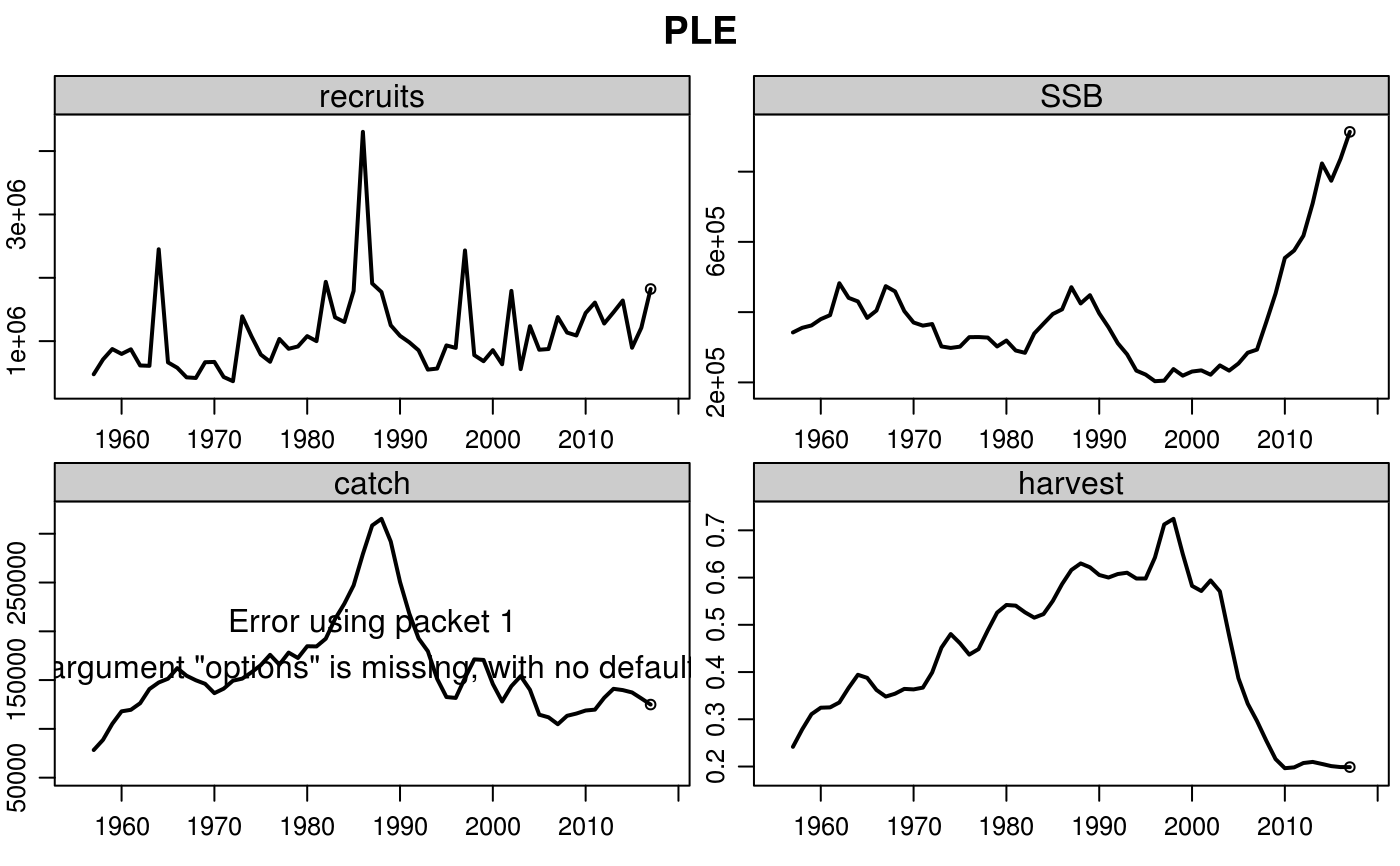 PLE
recruits
SSB
3e+06
1e+06
6e+05
2e+05
1960 1970 1980 1990 2000 2010
1960 1970 1980 1990 2000 2010
catch
harvest
250000
150000
50000
Error using packet 1
argument "options" is missing, with no default
0.7
0.6
0.5
0.4
0.3
0.2
1960 1970 1980 1990 2000 2010
1960 1970 1980 1990 2000 2010